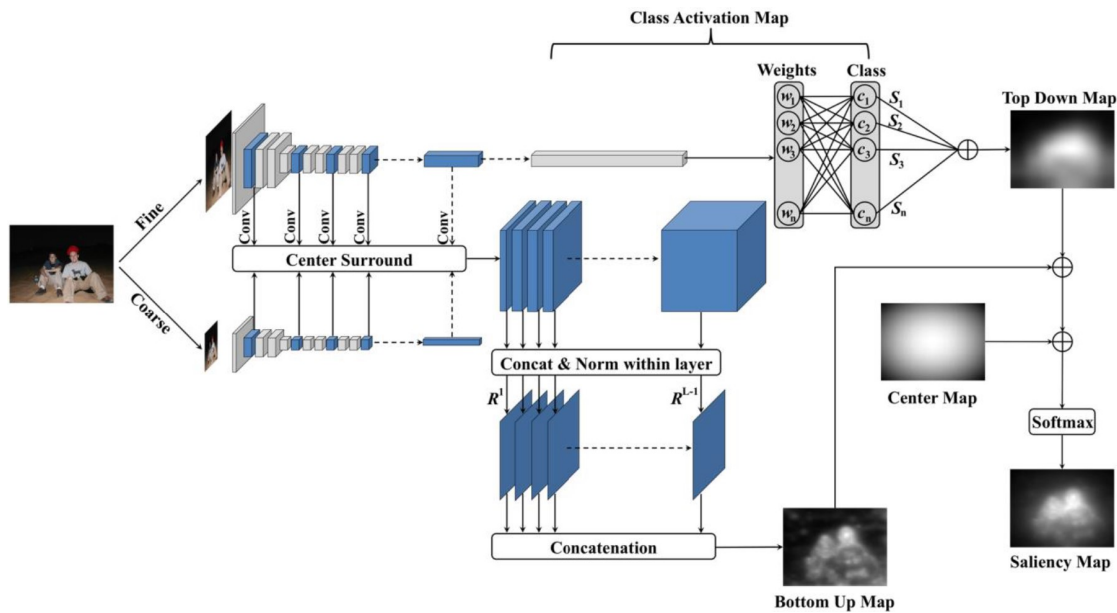 Class Activation Map
Weights
Class
w1
w2
w3
wn
c1
c2
c3
cn
S1
S2
S3
Sn
Top Down Map
Fine
Coarse
Conv
Conv
Conv
Conv
Conv
Center Surround
Concat & Norm within layer
R^1
R^L-1
Center Map
Softmax
Concatenation
Bottom Up Map
Saliency Map